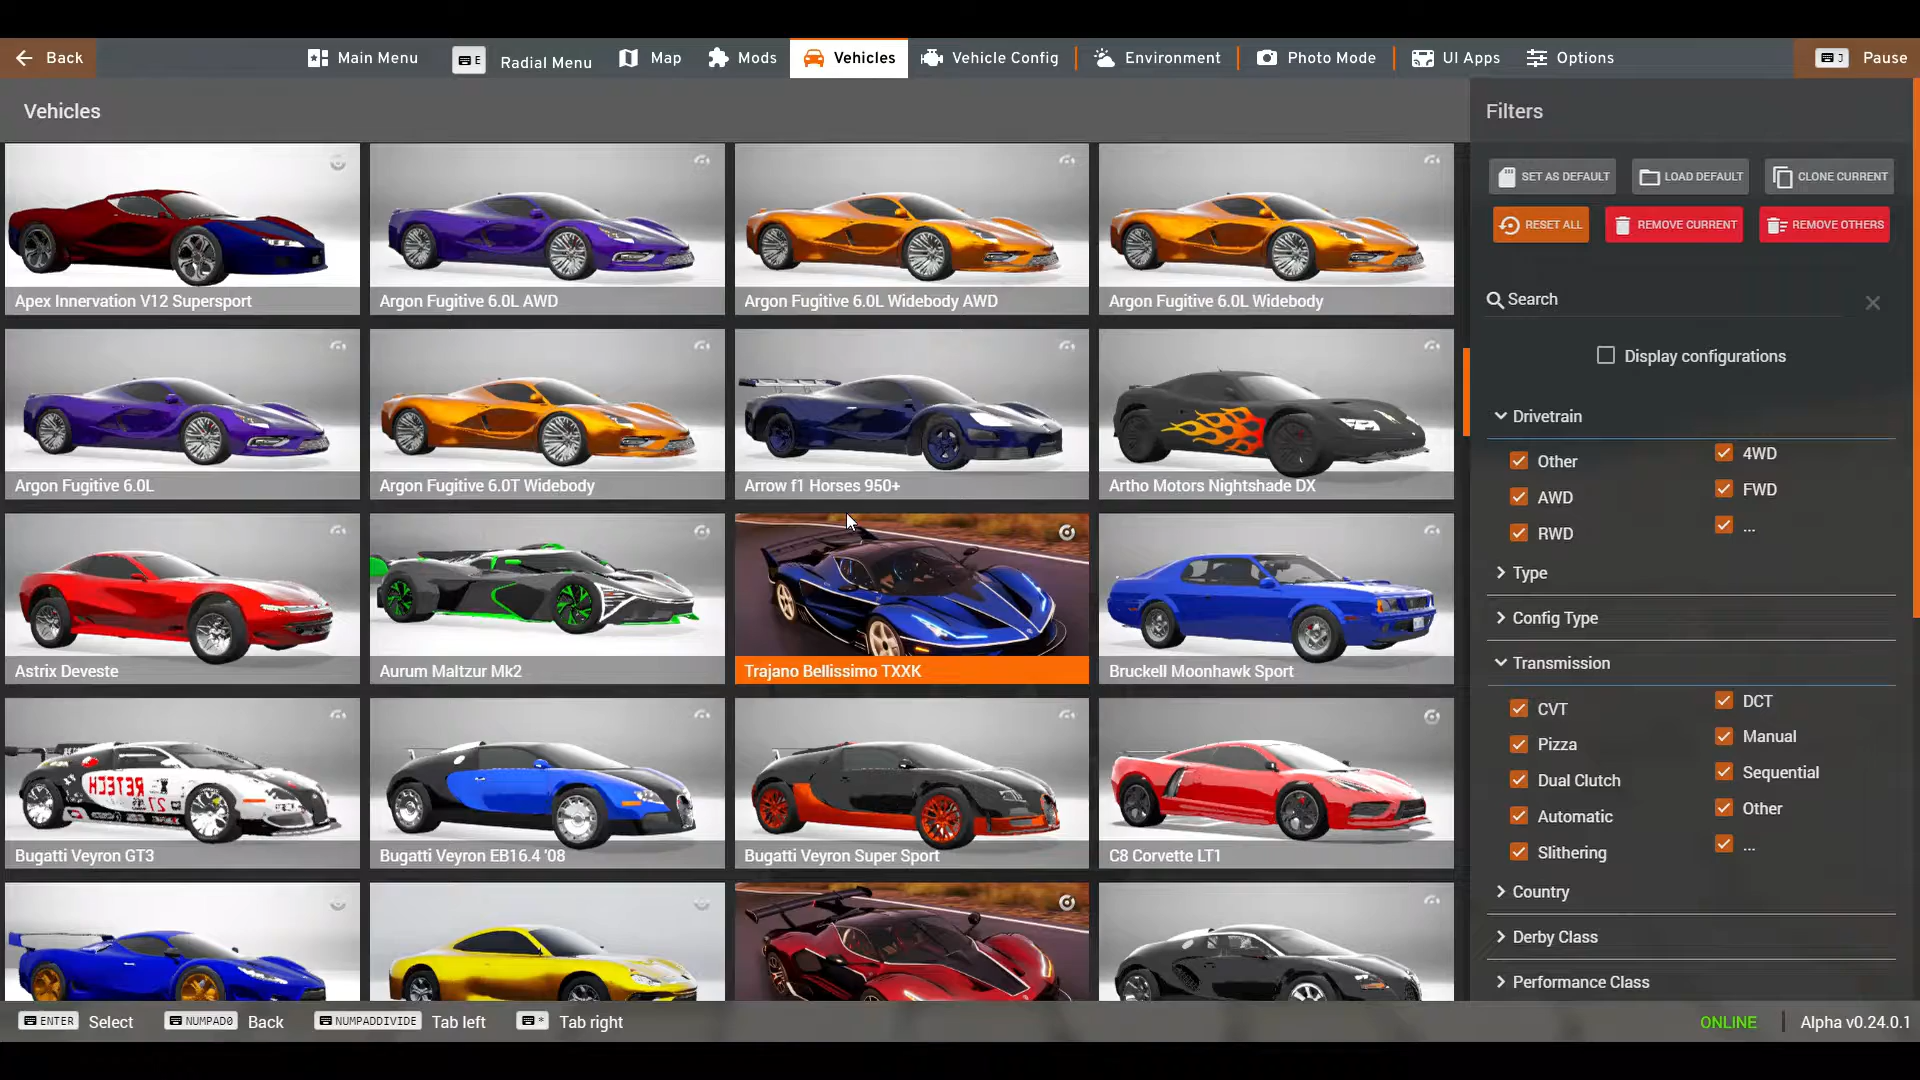 Back
Main Menu
E Radial Menu
Map
Mods
Vehicles
Vehicle Config
Environment
Photo Mode
UI Apps
Options
J Pause
Vehicles
Apex Innervation V12 Supersport
Argon Fugitive 6.0L AWD
Argon Fugitive 6.0L Widebody AWD
Argon Fugitive 6.0L Widebody
Argon Fugitive 6.0L
Argon Fugitive 6.0T Widebody
Arrow f1 Horses 950+
Artho Motors Nightshade DX
Astrix Deveste
Aurum Maltzur Mk2
Trajano Bellissimo TXXK
Bruckell Moonhawk Sport
RETECH
27
Bugatti Veyron GT3
Bugatti Veyron EB16.4 '08
Bugatti Veyron Super Sport
C8 Corvette LT1
Filters
SET AS DEFAULT
LOAD DEFAULT
CLONE CURRENT
RESET ALL
REMOVE CURRENT
REMOVE OTHERS
Search
Display configurations
Drivetrain
Other
4WD
AWD
FWD
RWD
...
Type
Config Type
Transmission
CVT
DCT
Pizza
Manual
Dual Clutch
Sequential
Automatic
Other
Slithering
...
Country
Derby Class
Performance Class
ENTER Select
NUMPAD0 Back
NUMPADDIVIDE Tab left
* Tab right
ONLINE
Alpha v0.24.0.1